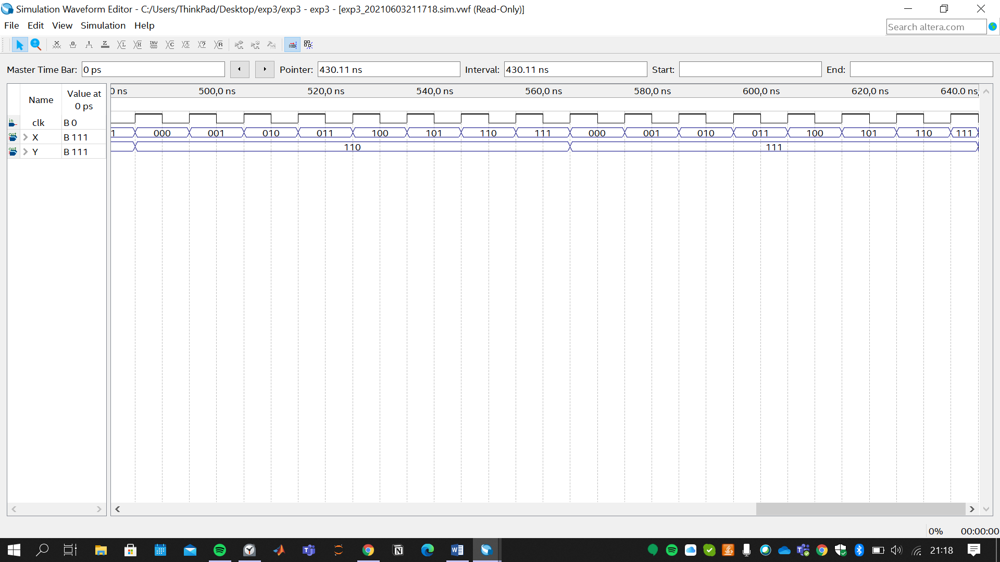 Simulation Waveform Editor - C:/Users/ThinkPad/Desktop/exp3/exp3 - exp3 - [exp3_20210603211718.sim.vwf (Read-Only)]
File Edit View Simulation Help
Search altera.com
Master Time Bar: 0 ps Pointer: 430.11 ns Interval: 430.11 ns Start: End:
Name Value at 0 ps
0 ns 500,0 ns 520,0 ns 540,0 ns 560,0 ns 580,0 ns 600,0 ns 620,0 ns 640.0 ns
clk B 0
X B 111 1 000 001 010 011 100 101 110 111 000 001 010 011 100 101 110 111
Y B 111 110 111
0% 00:00:00
21:18